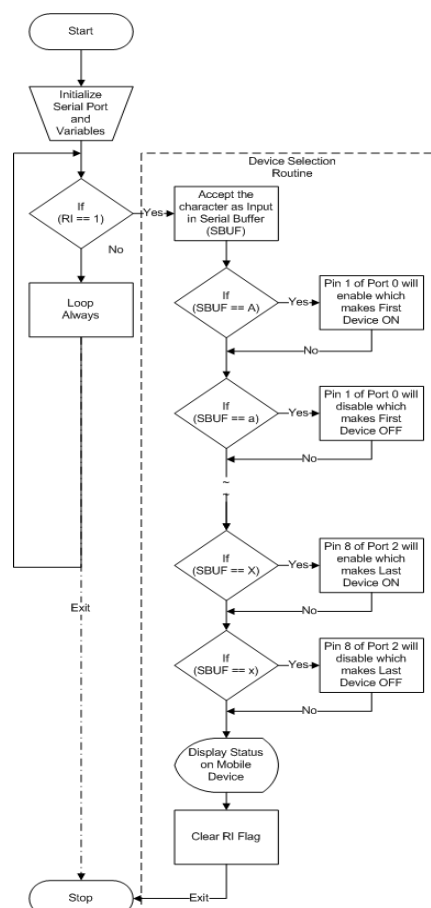 Start
Initialize
Serial Port
and
Variables
Device Selection
Routine
If
(RI == 1)
Yes
No
Accept the
character as Input
in Serial Buffer
(SBUF)
Loop
Always
If
(SBUF == A)
Yes
Pin 1 of Port 0 will
enable which
makes First
Device ON
No
If
(SBUF == a)
Yes
Pin 1 of Port 0 will
disable which
makes First
Device OFF
No
~
~
If
(SBUF == X)
Yes
Pin 8 of Port 2 will
enable which
makes Last
Device ON
No
Exit
If
(SBUF == x)
Yes
Pin 8 of Port 2 will
disable which
makes Last
Device OFF
No
Display Status
on Mobile
Device
Clear RI Flag
Stop
Exit